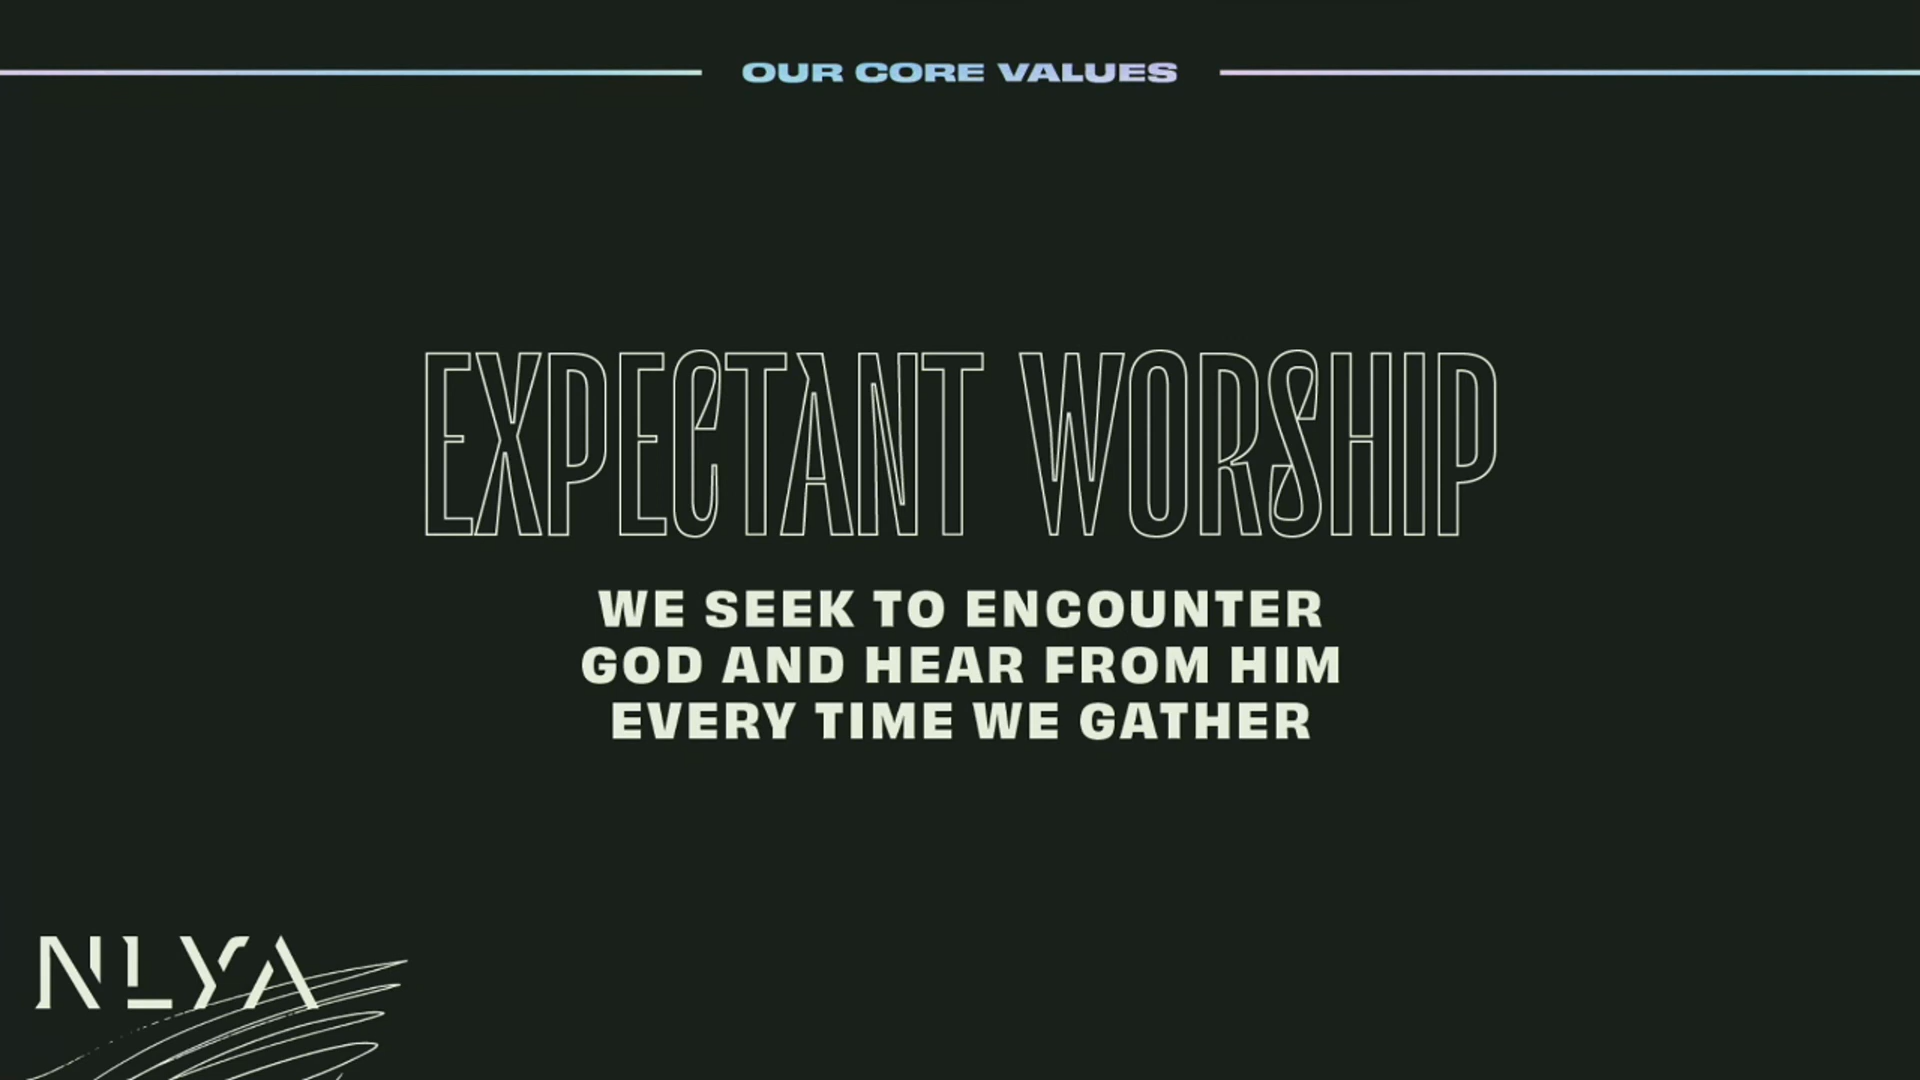 OUR CORE VALUES
EXPECTANT WORSHIP
WE SEEK TO ENCOUNTER
GOD AND HEAR FROM HIM
EVERY TIME WE GATHER
NLYA